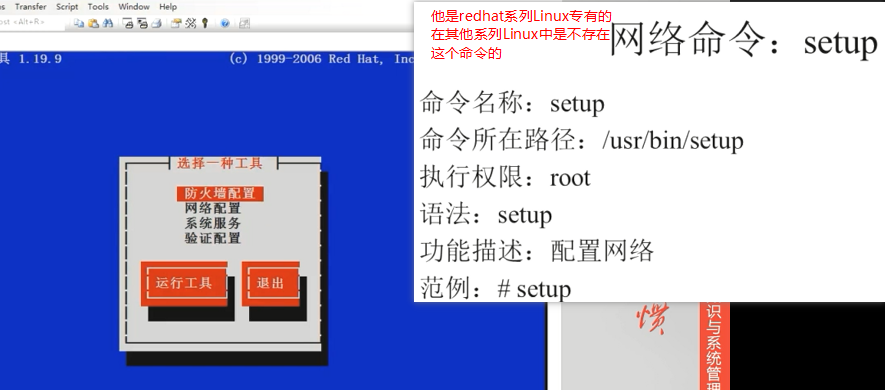 Transfer Script Tools Window Help
host <Alt+R>
具 1.19.9
(c) 1999-2006 Red Hat, Inc
选择一种工具
防火墙配置
网络配置
系统服务
验证配置
运行工具
退出
他是redhat系列Linux专有的
在其他系列Linux中是不存在
这个命令的
网络命令：setup
命令名称：setup
命令所在路径：/usr/bin/setup
执行权限：root
语法：setup
功能描述：配置网络
范例：# setup
惯
识与系统管理